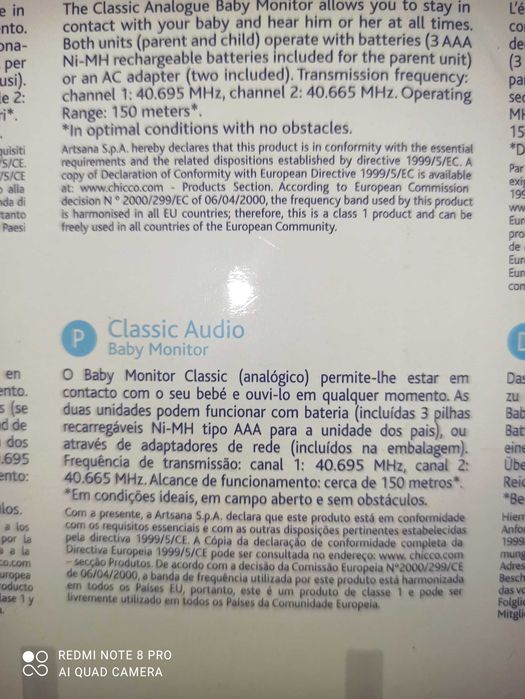 The Classic Analogue Baby Monitor allows you to stay in
contact with your baby and hear him or her at all times.
Both units (parent and child) operate with batteries (3 AAA
Ni-MH rechargeable batteries included for the parent unit)
or an AC adapter (two included). Transmission frequency:
channel 1: 40.695 MHz, channel 2: 40.665 MHz. Operating
Range: 150 meters*.
*In optimal conditions with no obstacles.
Artsana S.p.A. hereby declares that this product is in conformity with the essential
requirements and the related dispositions established by directive 1999/5/EC. A
copy of Declaration of Conformity with European Directive 1999/5/EC is available
at: www.chicco.com - Products Section. According to European Commission
decision N ° 2000/299/EC of 06/04/2000, the frequency band used by this product
is harmonised in all EU countries; therefore, this is a class 1 product and can be
freely used in all countries of the European Community.
P
Classic Audio
Baby Monitor
O Baby Monitor Classic (analógico) permite-lhe estar em
contacto com o seu bebé e ouvi-lo em qualquer momento. As
duas unidades podem funcionar com bateria (incluídas 3 pilhas
recarregáveis Ni-MH tipo AAA para a unidade dos pais), ou
através de adaptadores de rede (incluídos na embalagem).
Frequência de transmissão: canal 1: 40.695 MHz, canal 2:
40.665 MHz. Alcance de funcionamento: cerca de 150 metros*.
*Em condições ideais, em campo aberto e sem obstáculos.
Com a presente, a Artsana S.p.A. declara que este produto está em conformidade
com os requisitos essenciais e com as outras disposições pertinentes estabelecidas
pela directiva 1999/5/CE. A Cópia da declaração de conformidade completa da
Directiva Europeia 1999/5/CE pode ser consultada no endereço: www. chicco.com
– secção Produtos. De acordo com a decisão da Comissão Europeia N°2000/299/CE
de 06/04/2000, a banda de frequência utilizada por este produto está harmonizada
em todos os Países EU, portanto, este é um produto de classe 1 e pode ser
livremente utilizado em todos os Países da Comunidade Europeia.
REDMI NOTE 8 PRO
AI QUAD CAMERA